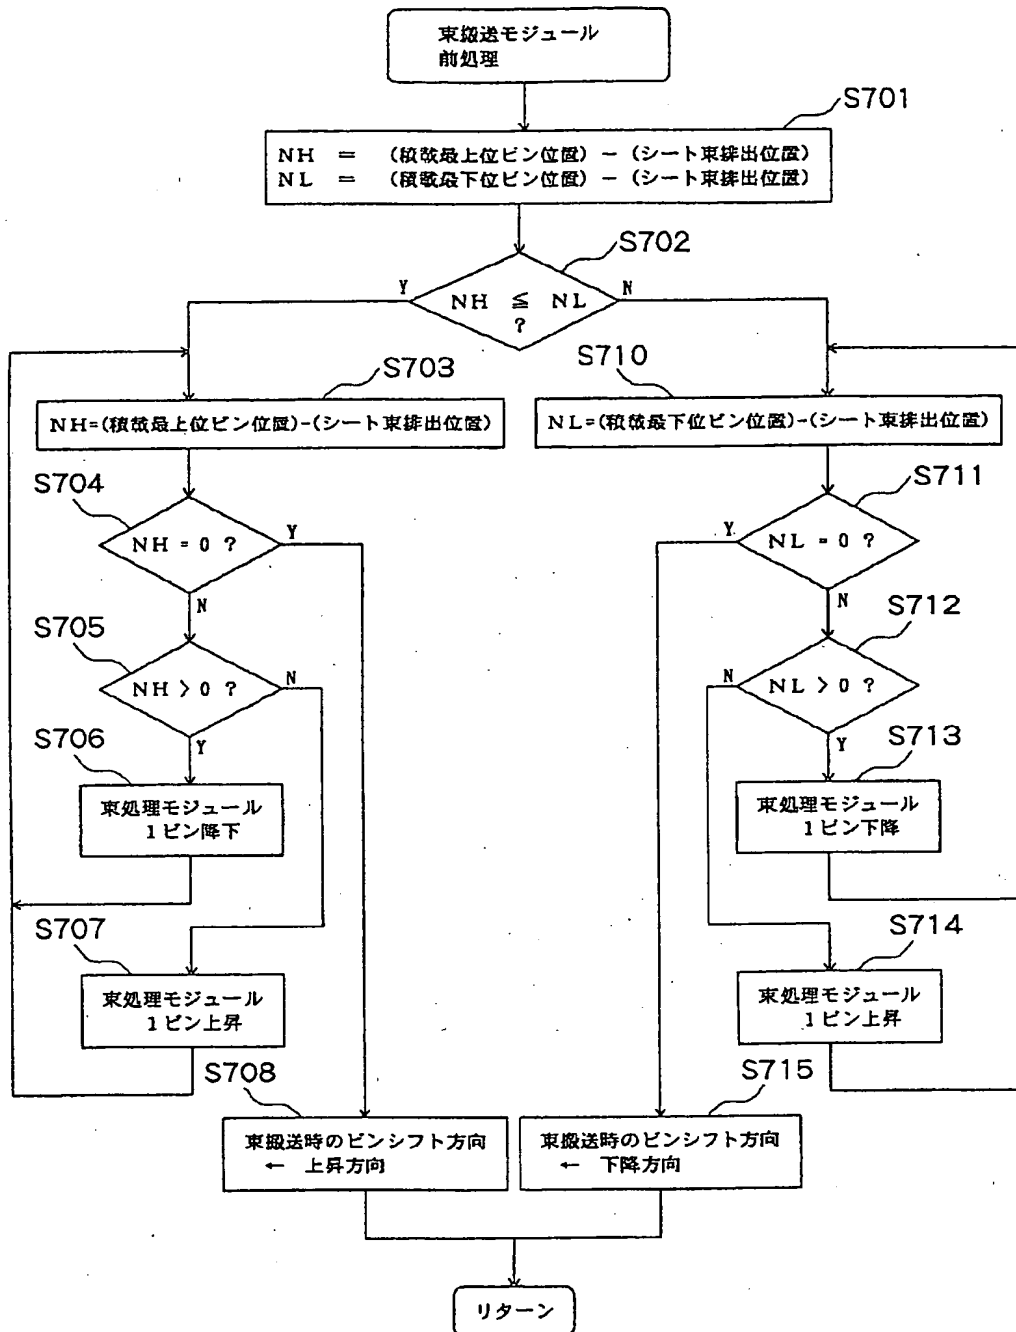 束搬送モジュール
前処理
S701
NH = (積載最上位ビン位置) - (シート束排出位置)
NL = (積載最下位ビン位置) - (シート束排出位置)
S702
NH ≦ NL
?
Y
N
S703
NH=(積載最上位ビン位置)-(シート束排出位置)
S710
NL=(積載最下位ビン位置)-(シート束排出位置)
S704
NH = 0 ?
Y
N
S711
NL = 0 ?
Y
N
S705
NH > 0 ?
N
Y
S712
NL > 0 ?
N
Y
S706
束処理モジュール
1ビン降下
S713
束処理モジュール
1ビン下降
S707
束処理モジュール
1ビン上昇
S714
束処理モジュール
1ビン上昇
S708
束搬送時のビンシフト方向
← 上昇方向
S715
束搬送時のビンシフト方向
← 下降方向
リターン